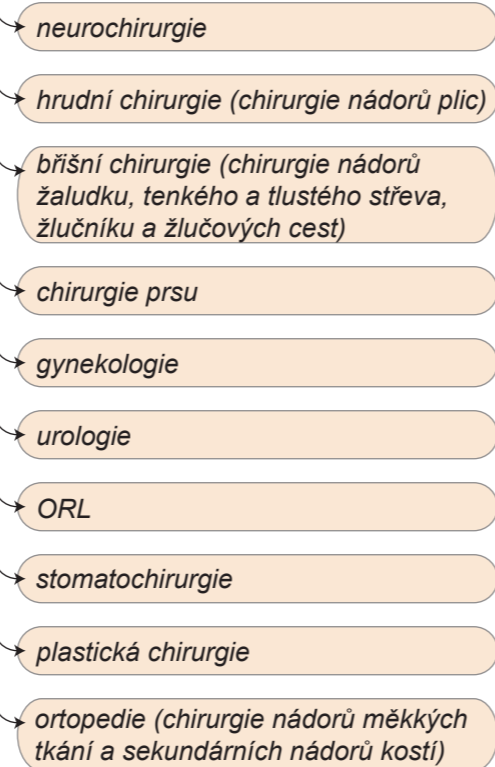 neurochirurgie
hrudní chirurgie (chirurgie nádorů plic)
břišní chirurgie (chirurgie nádorů
žaludku, tenkého a tlustého střeva,
žlučníku a žlučových cest)
chirurgie prsu
gynekologie
urologie
ORL
stomatochirurgie
plastická chirurgie
ortopedie (chirurgie nádorů měkkých
tkání a sekundárních nádorů kostí)